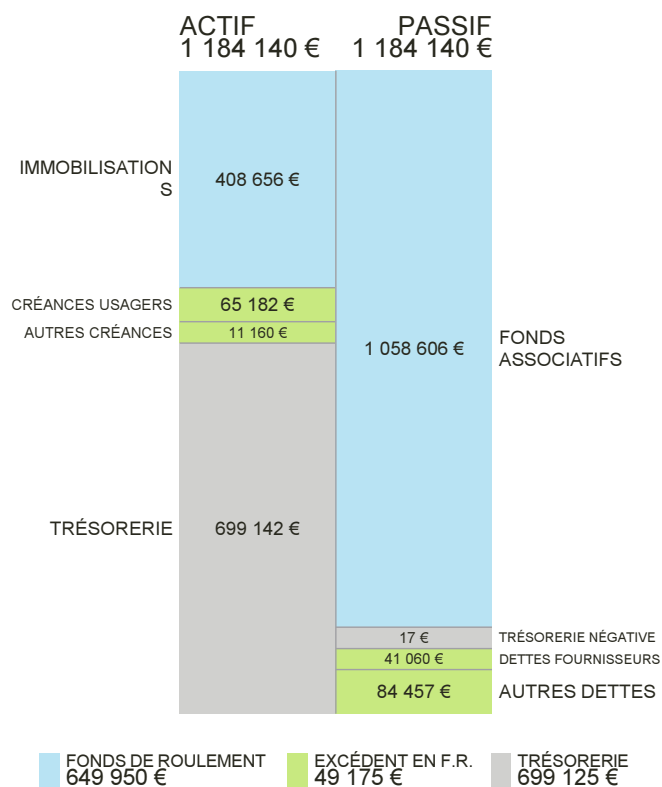 ACTIF PASSIF
1 184 140 € 1 184 140 €
IMMOBILISATION
S
408 656 €
CRÉANCES USAGERS 65 182 €
AUTRES CRÉANCES 11 160 €
1 058 606 €
FONDS
ASSOCIATIFS
TRÉSORERIE 699 142 €
17 € TRÉSORERIE NÉGATIVE
41 060 € DETTES FOURNISSEURS
84 457 € AUTRES DETTES
FONDS DE ROULEMENT EXCÉDENT EN F.R. TRÉSORERIE
649 950 € 49 175 € 699 125 €